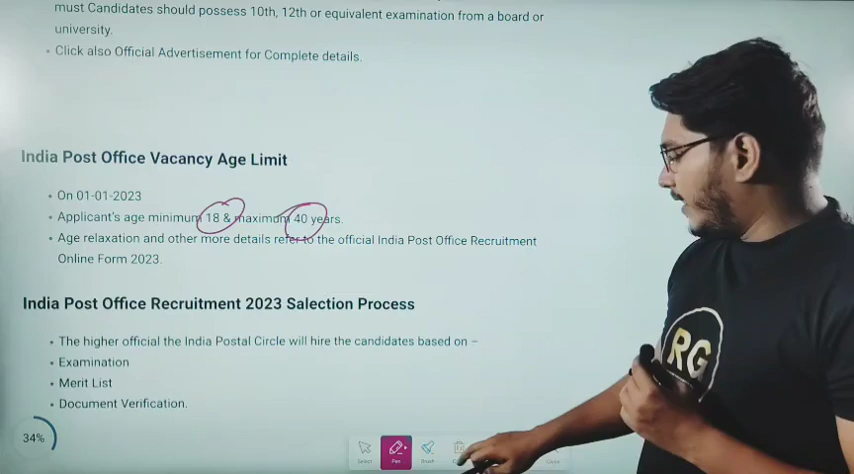 must Candidates should possess 10th, 12th or equivalent examination from a board or
university.
• Click also Official Advertisement for Complete details.
India Post Office Vacancy Age Limit
• On 01-01-2023
• Applicant's age minimum 18 & maximum 40 years.
• Age relaxation and other more details refer to the official India Post Office Recruitment
Online Form 2023.
India Post Office Recruitment 2023 Salection Process
• The higher official the India Postal Circle will hire the candidates based on –
• Examination
• Merit List
• Document Verification.
34%
Select Pen Brush
RG